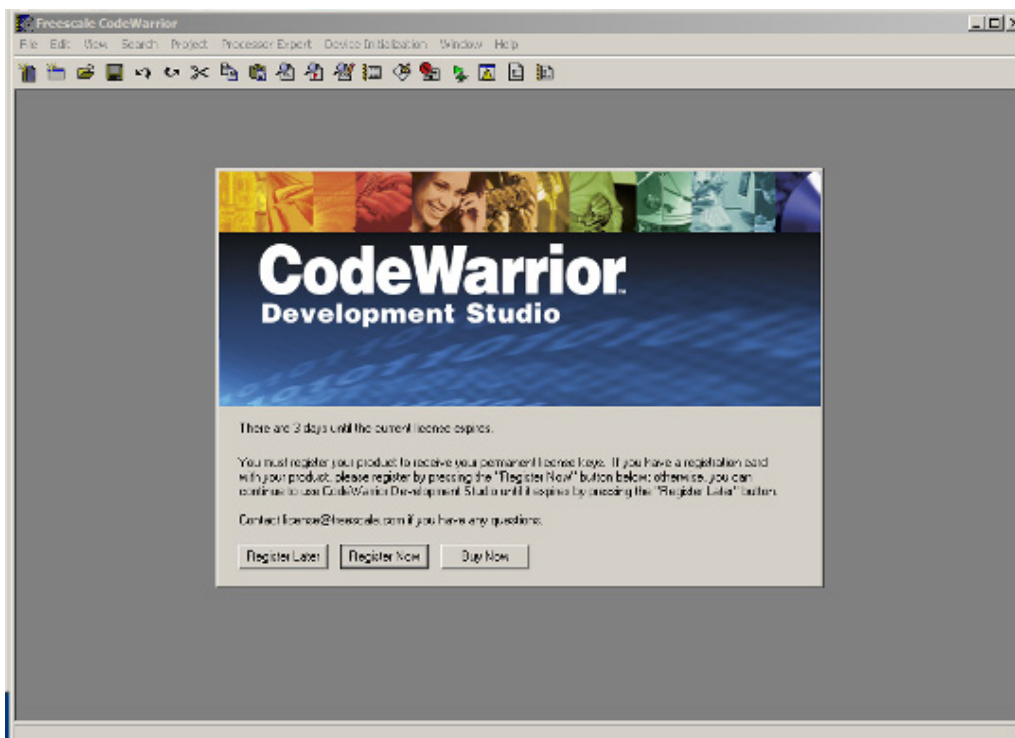 Freescale CodeWarrior
File Edit View Search Project Processor Expert Device Initialization Window Help
CodeWarrior™
Development Studio
There are 3 days until the current license expires.
You must register your product to receive your permanent license keys. If you have a registration card
with your product, please register by pressing the "Register Now" button below; otherwise, you can
continue to use CodeWarrior Development Studio until it expires by pressing the "Register Later" button.
Contact license@freescale.com if you have any questions.
Register Later Register Now Buy Now